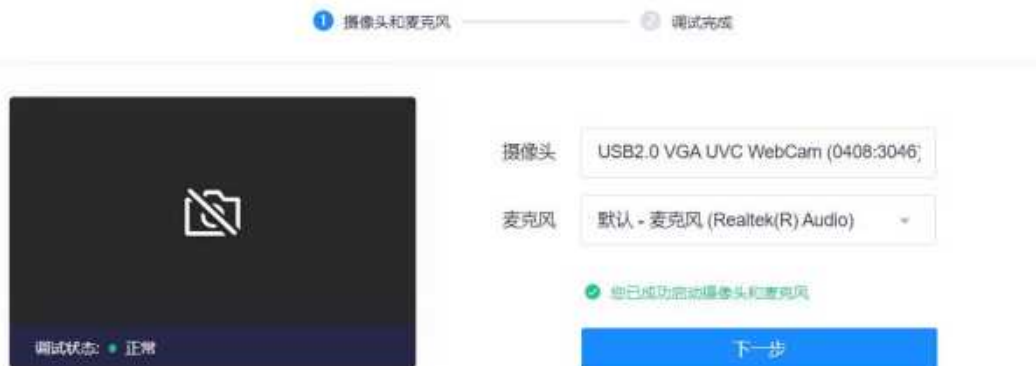 1 摄像头和麦克风
2 调试完成
摄像头 USB2.0 VGA UVC WebCam (0408:3046)
麦克风 默认 - 麦克风 (Realtek(R) Audio)
您已成功启动摄像头和麦克风
调试状态: 正常
下一步